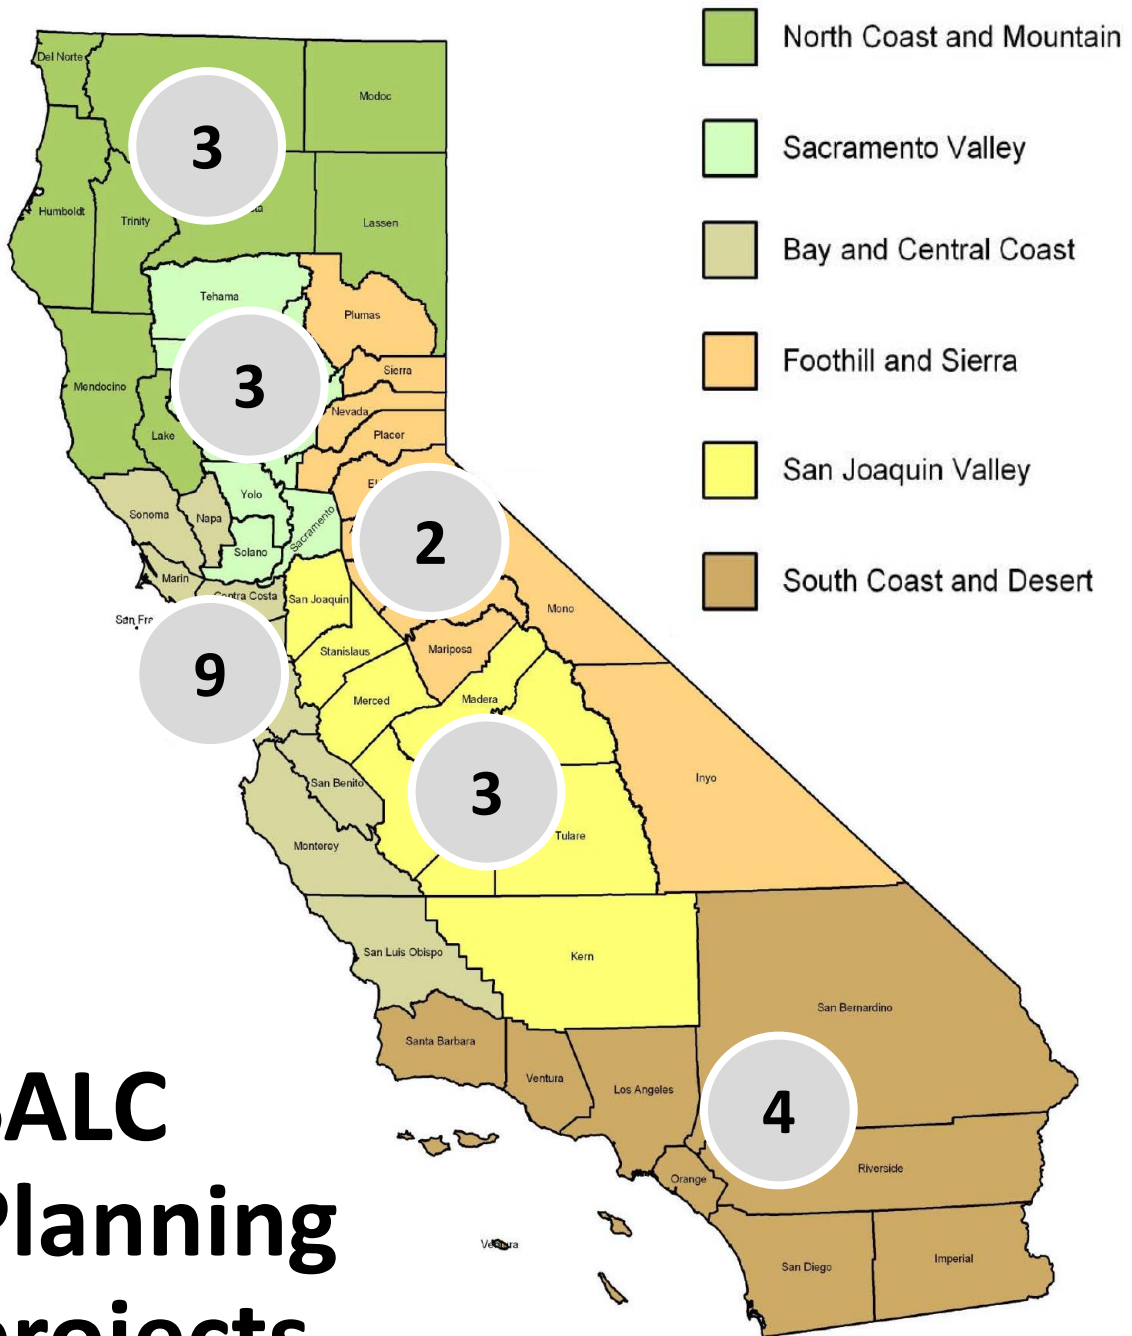 North Coast and Mountain
Sacramento Valley
Bay and Central Coast
Foothill and Sierra
San Joaquin Valley
South Coast and Desert
Del Norte
Modoc
3
Humboldt
Trinity
Lassen
Tehama
Plumas
Sierra
3
Mendocino
Nevada
Placer
Lake
Yolo
Sonoma
Napa
Sacramento
2
Solano
Marin
Contra Costa
San Joaquin
Mono
San Fr
Stanislaus
Mariposa
9
Merced
Madera
Inyo
San Benito
3
Tulare
Monterey
San Luis Obispo
Kern
San Bernardino
Santa Barbara
Ventura
Los Angeles
4
Riverside
Orange
Ventura
San Diego
Imperial
ALC
Planning
projects